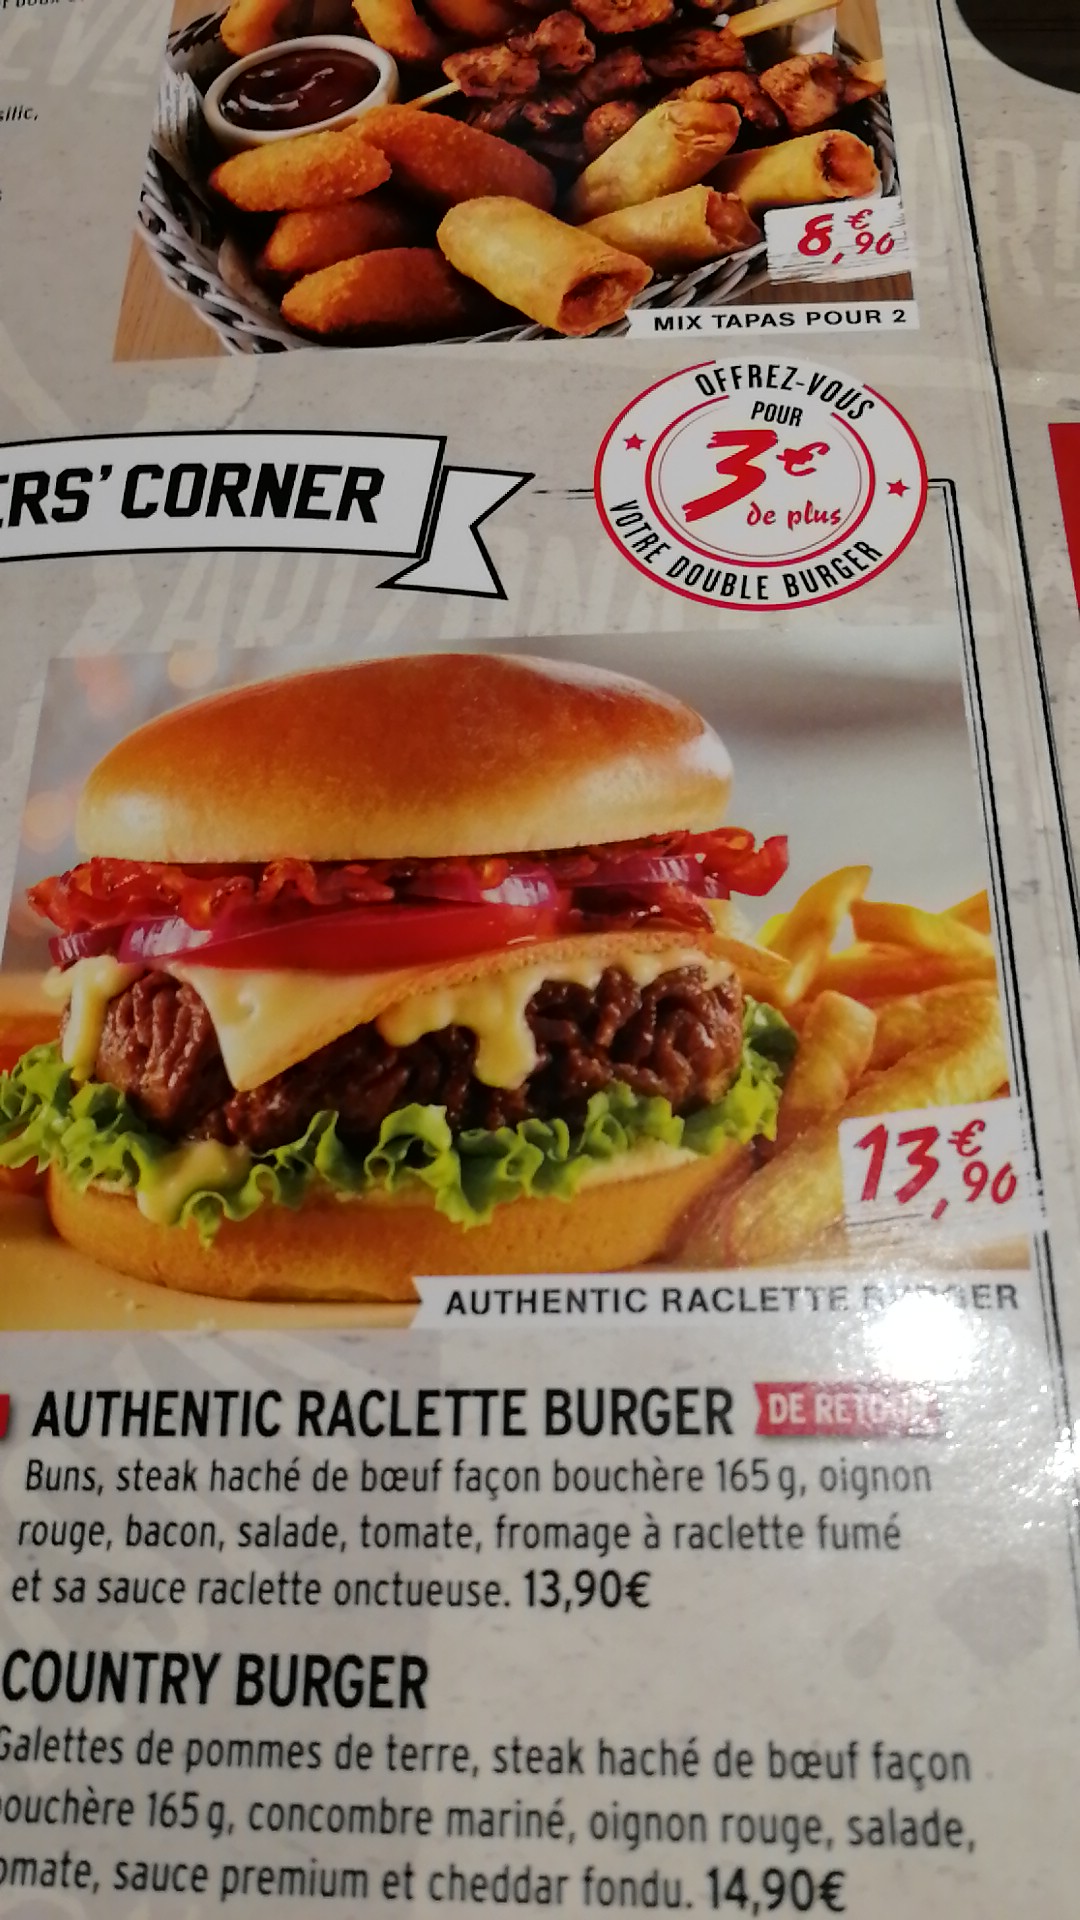 8,€90
MIX TAPAS POUR 2
OFFREZ-VOUS
POUR
3€
de plus
VOTRE DOUBLE BURGER
CORNER
13,€90
AUTHENTIC RACLETTE
AUTHENTIC RACLETTE BURGER DE RETOUR
Buns, steak haché de bœuf façon bouchère 165 g, oignon
rouge, bacon, salade, tomate, fromage à raclette fumé
et sa sauce raclette onctueuse. 13,90€
COUNTRY BURGER
Galettes de pommes de terre, steak haché de bœuf façon
bouchère 165 g, concombre mariné, oignon rouge, salade,
tomate, sauce premium et cheddar fondu. 14,90€